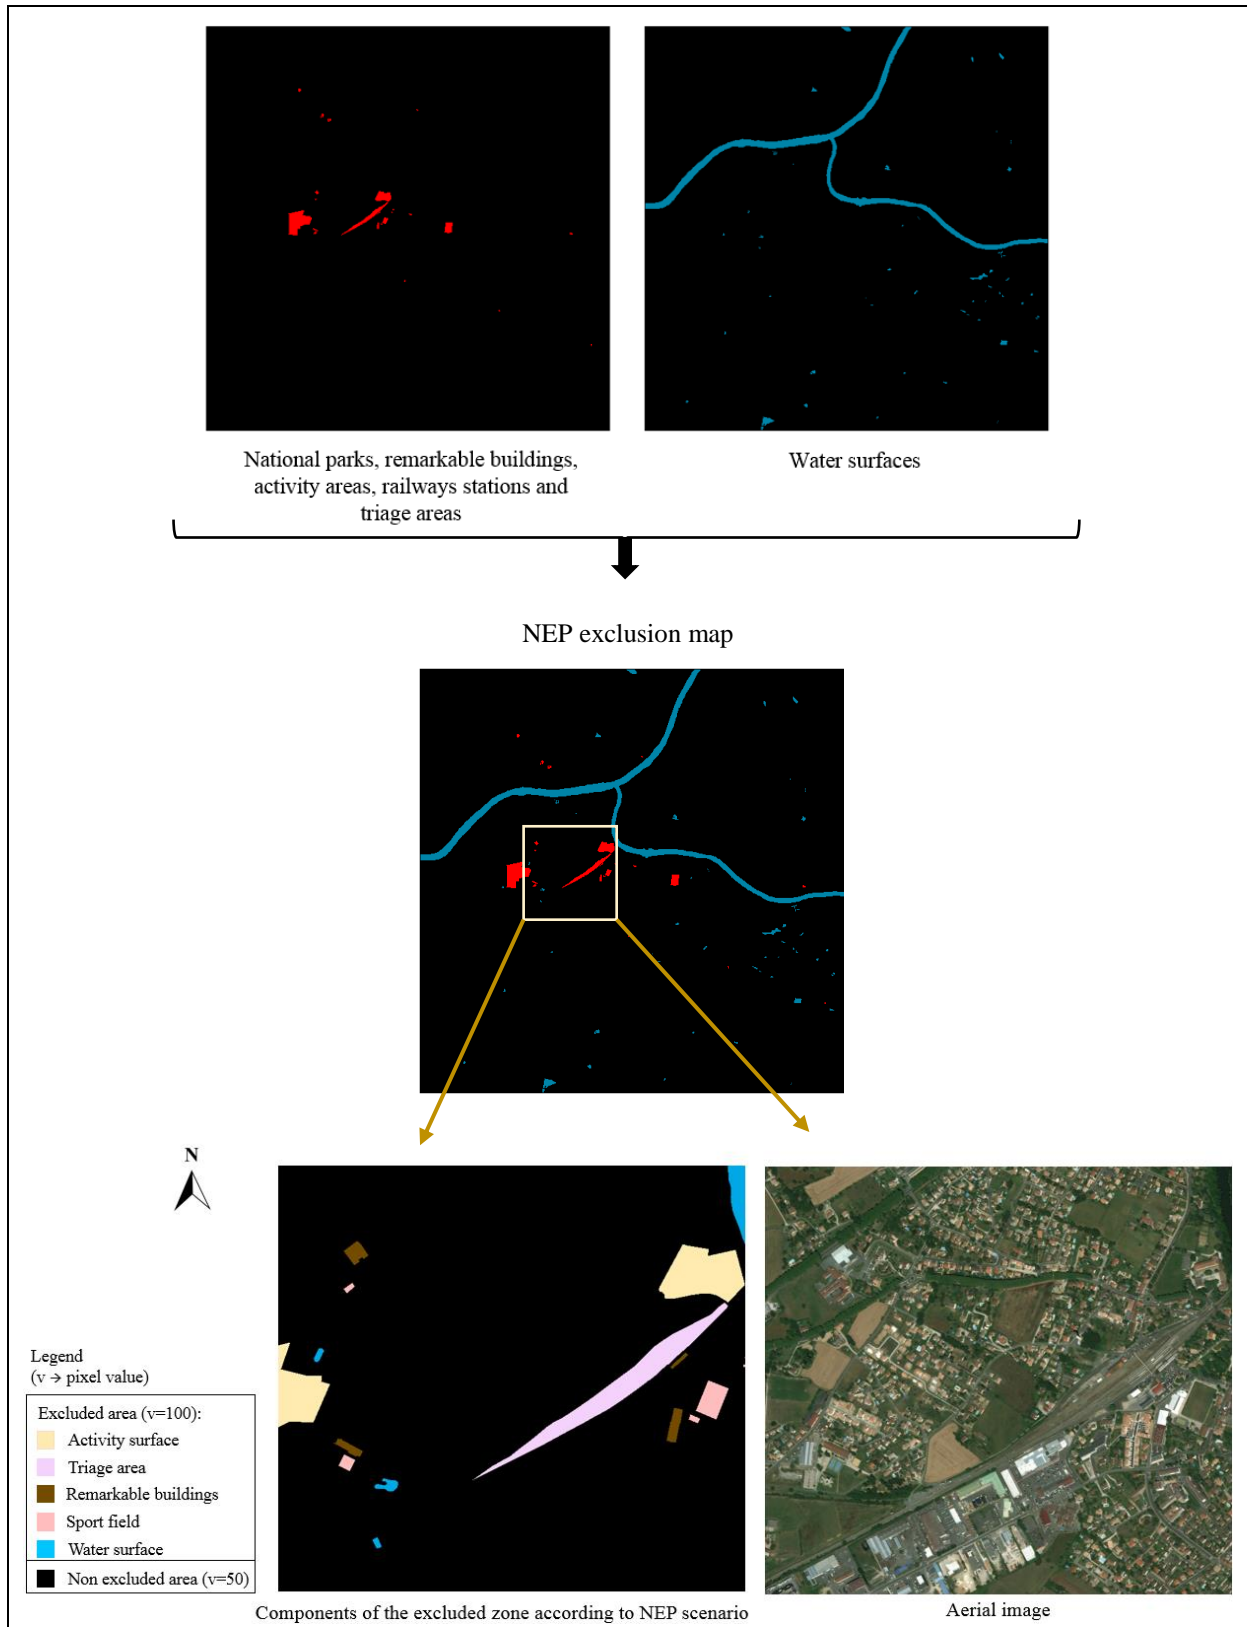 National parks, remarkable buildings,
activity areas, railways stations and
triage areas
Water surfaces
NEP exclusion map
N
Legend
(v → pixel value)
Excluded area (v=100):
Activity surface
Triage area
Remarkable buildings
Sport field
Water surface
Non excluded area (v=50)
Components of the excluded zone according to NEP scenario
Aerial image